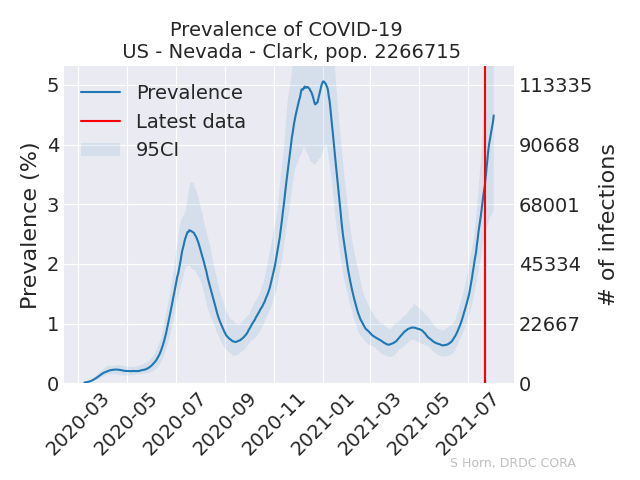 Prevalence of COVID-19
US - Nevada - Clark, pop. 2266715
Prevalence
Latest data
95CI
Prevalence (%)
5
4
3
2
1
0
113335
90668
68001
45334
22667
0
# of infections
2020-03
2020-05
2020-07
2020-09
2020-11
2021-01
2021-03
2021-05
2021-07
S Horn, DRDC CORA